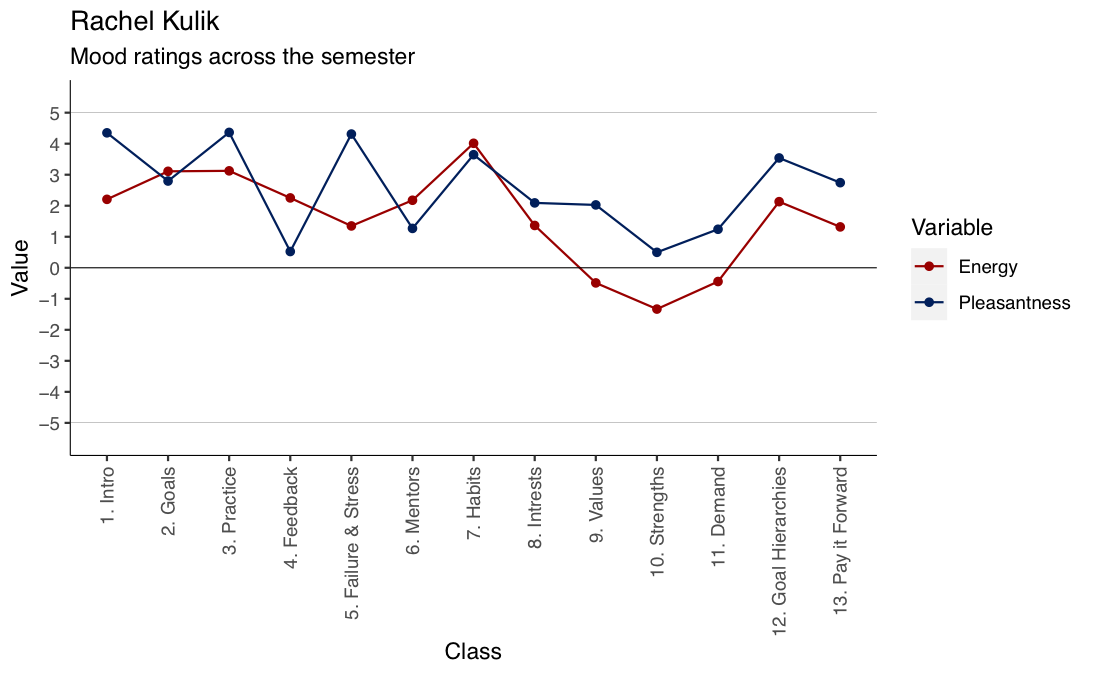 Rachel Kulik
Mood ratings across the semester
5
4
3
2
1
0
−1
−2
−3
−4
−5
Value
1. Intro
2. Goals
3. Practice
4. Feedback
5. Failure & Stress
6. Mentors
7. Habits
8. Intrests
9. Values
10. Strengths
11. Demand
12. Goal Hierarchies
13. Pay it Forward
Class
Variable
Energy
Pleasantness